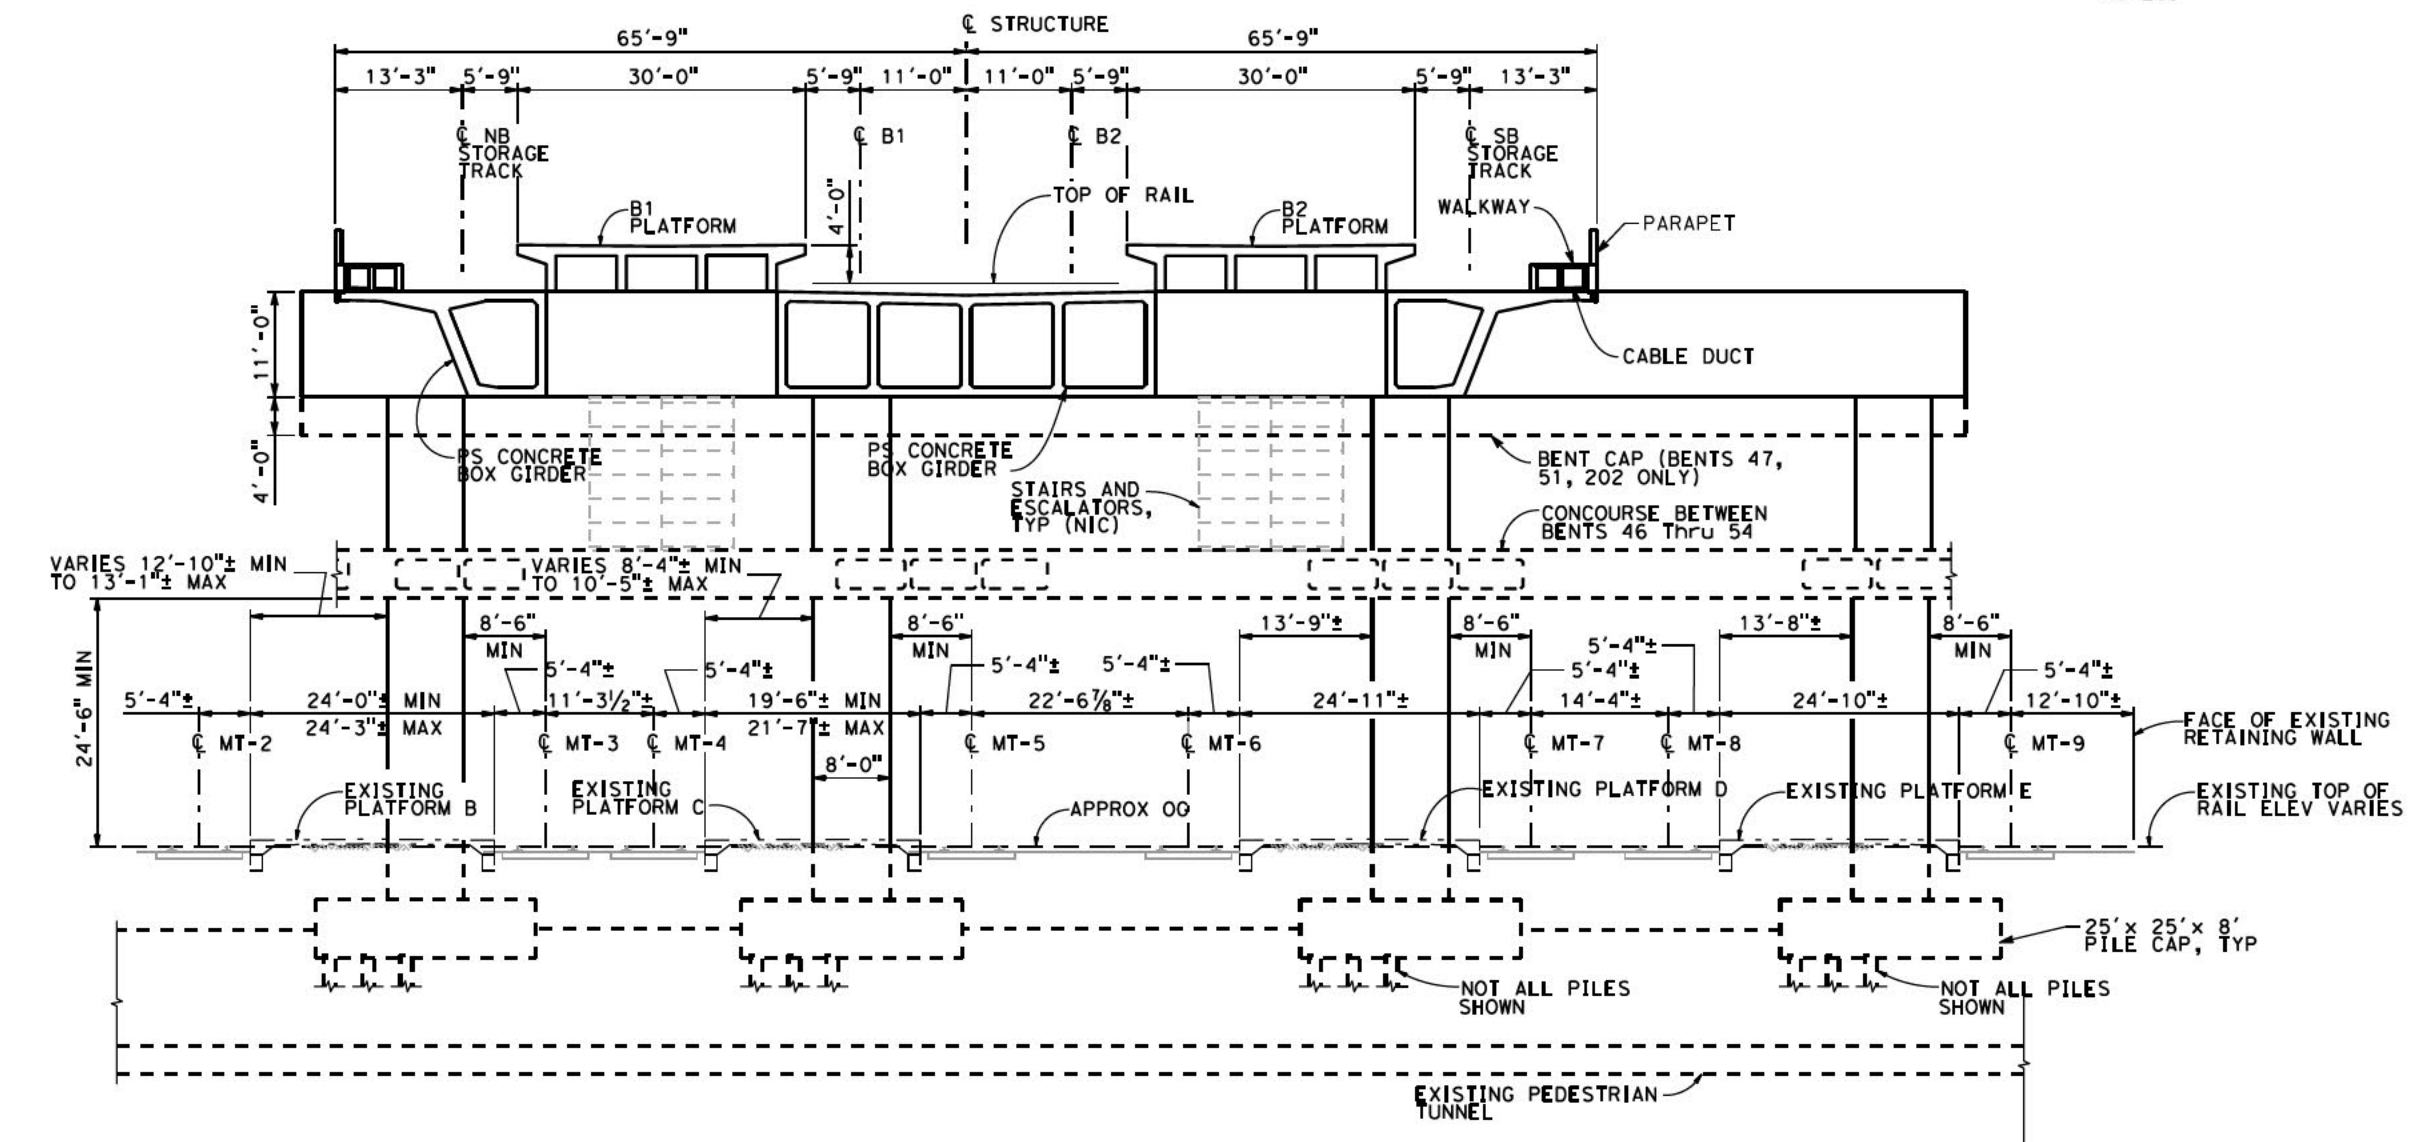 ℄ STRUCTURE
65'-9"
65'-9"
13'-3"
5'-9"
30'-0"
5'-9"
11'-0"
11'-0"
5'-9"
30'-0"
5'-9"
13'-3"
℄ NB
STORAGE
TRACK
℄ B1
℄ B2
℄ SB
STORAGE
TRACK
4'-0"
TOP OF RAIL
WALKWAY
B1
PLATFORM
B2
PLATFORM
PARAPET
11'-0"
CABLE DUCT
4'-0"
PS CONCRETE
BOX GIRDER
PS CONCRETE
BOX GIRDER
BENT CAP (BENTS 47,
51, 202 ONLY)
STAIRS AND
ESCALATORS,
TYP (NIC)
CONCOURSE BETWEEN
BENTS 46 Thru 54
VARIES 12'-10"± MIN
TO 13'-1"± MAX
VARIES 8'-4"± MIN
TO 10'-5"± MAX
24'-6" MIN
8'-6"
MIN
8'-6"
MIN
13'-9"±
8'-6"
MIN
13'-8"±
8'-6"
MIN
5'-4"±
5'-4"±
5'-4"±
5'-4"±
5'-4"±
5'-4"±
5'-4"±
5'-4"±
24'-0"± MIN
24'-3"± MAX
11'-3½"±
19'-6"± MIN
21'-7"± MAX
22'-6⅞"±
24'-11"±
14'-4"±
24'-10"±
12'-10"±
℄ MT-2
℄ MT-3
℄ MT-4
℄ MT-5
℄ MT-6
℄ MT-7
℄ MT-8
℄ MT-9
FACE OF EXISTING
RETAINING WALL
8'-0"
EXISTING
PLATFORM B
EXISTING
PLATFORM C
APPROX OG
EXISTING PLATFORM D
EXISTING PLATFORM E
EXISTING TOP OF
RAIL ELEV VARIES
25'x 25'x 8'
PILE CAP, TYP
NOT ALL PILES
SHOWN
NOT ALL PILES
SHOWN
EXISTING PEDESTRIAN
TUNNEL